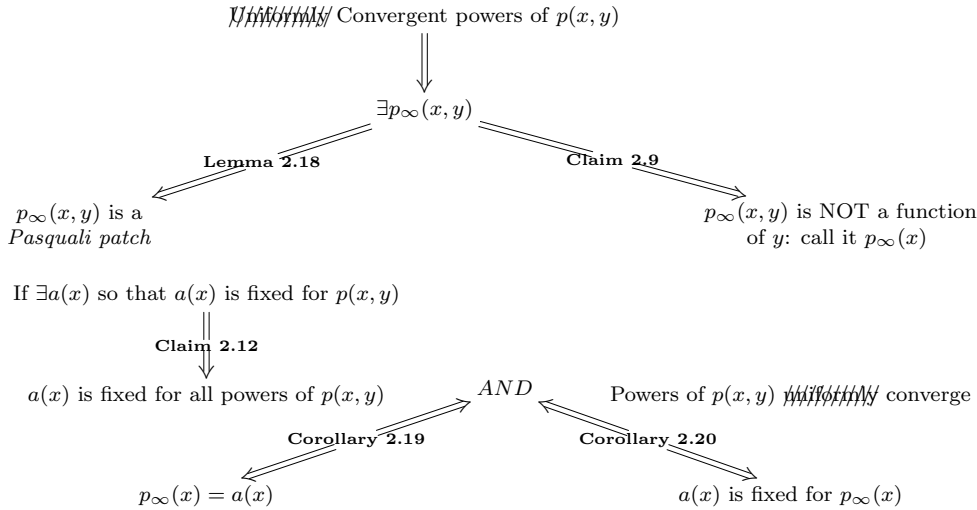 Uniformly Convergent powers of p(x, y)
∃p∞(x, y)
Lemma 2.18
Claim 2.9
p∞(x, y) is a
Pasquali patch
p∞(x, y) is NOT a function
of y: call it p∞(x)
If ∃a(x) so that a(x) is fixed for p(x, y)
Claim 2.12
a(x) is fixed for all powers of p(x, y)
AND
Powers of p(x, y) uniformly converge
Corollary 2.19
Corollary 2.20
p∞(x) = a(x)
a(x) is fixed for p∞(x)